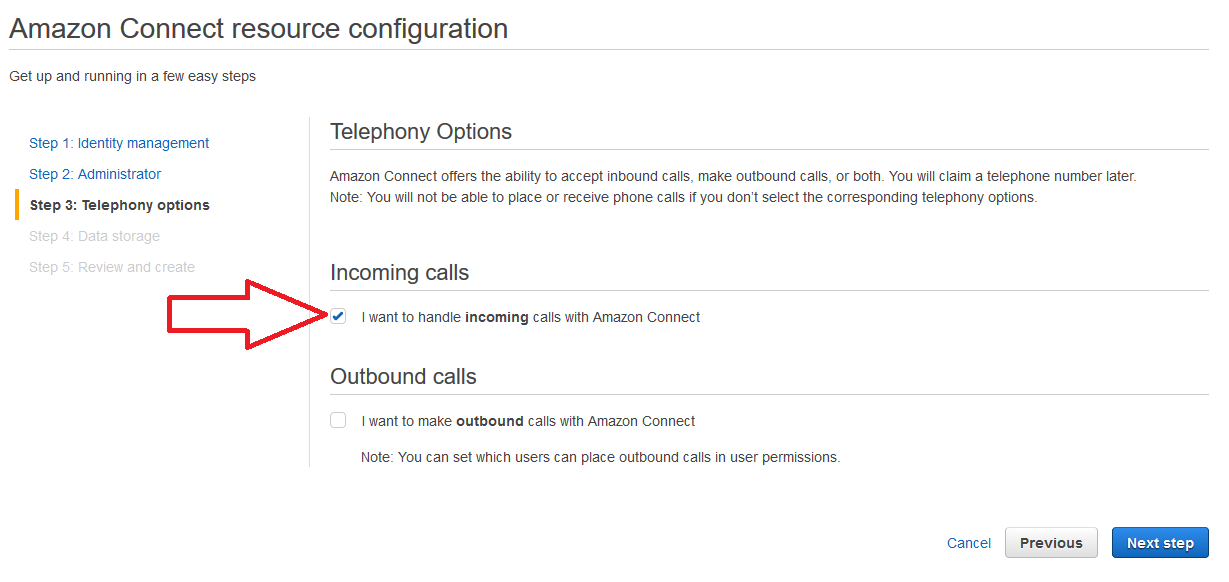 Amazon Connect resource configuration
Get up and running in a few easy steps
Step 1: Identity management
Step 2: Administrator
Step 3: Telephony options
Step 4: Data storage
Step 5: Review and create
Telephony Options
Amazon Connect offers the ability to accept inbound calls, make outbound calls, or both. You will claim a telephone number later.
Note: You will not be able to place or receive phone calls if you don’t select the corresponding telephony options.
Incoming calls
I want to handle incoming calls with Amazon Connect
Outbound calls
I want to make outbound calls with Amazon Connect
Note: You can set which users can place outbound calls in user permissions.
Cancel
Previous
Next step